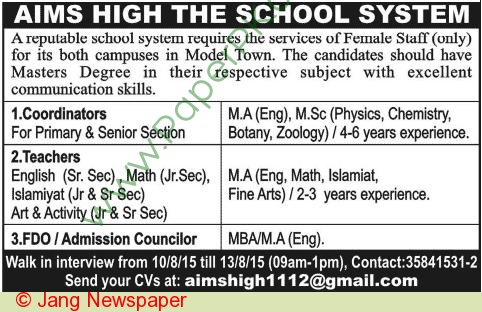 AIMS HIGH THE SCHOOL SYSTEM
A reputable school system requires the services of Female Staff (only)
for its both campuses in Model Town. The candidates should have
Masters Degree in their respective subject with excellent
communication skills.
1.Coordinators
For Primary & Senior Section
M.A (Eng), M.Sc (Physics, Chemistry,
Botany, Zoology) / 4-6 years experience.
2.Teachers
English (Sr. Sec) , Math (Jr.Sec),
Islamiyat (Jr & Sr Sec)
Art & Activity (Jr & Sr Sec)
M.A (Eng, Math, Islamiat,
Fine Arts) / 2-3 years experience.
3.FDO / Admission Councilor
MBA/M.A (Eng).
Walk in interview from 10/8/15 till 13/8/15 (09am-1pm), Contact:35841531-2
Send your CVs at: aimshigh1112@gmail.com
© Jang Newspaper